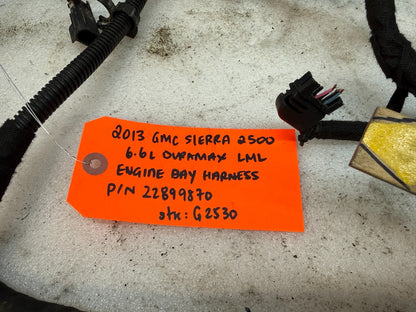 2013 GMC SIERRA 2500
6.6L DURAMAX LML
ENGINE BAY HARNESS
P/N 22899870
stk: G2530